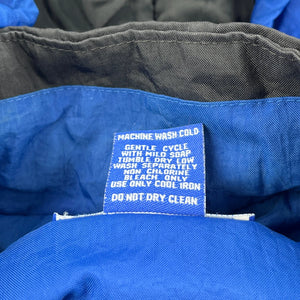 MACHINE WASH COLD
GENTLE CYCLE
WITH MILD SOAP
TUMBLE DRY LOW
WASH SEPARATELY
NON CHLORINE
BLEACH ONLY
USE ONLY COOL IRON
DO NOT DRY CLEAN